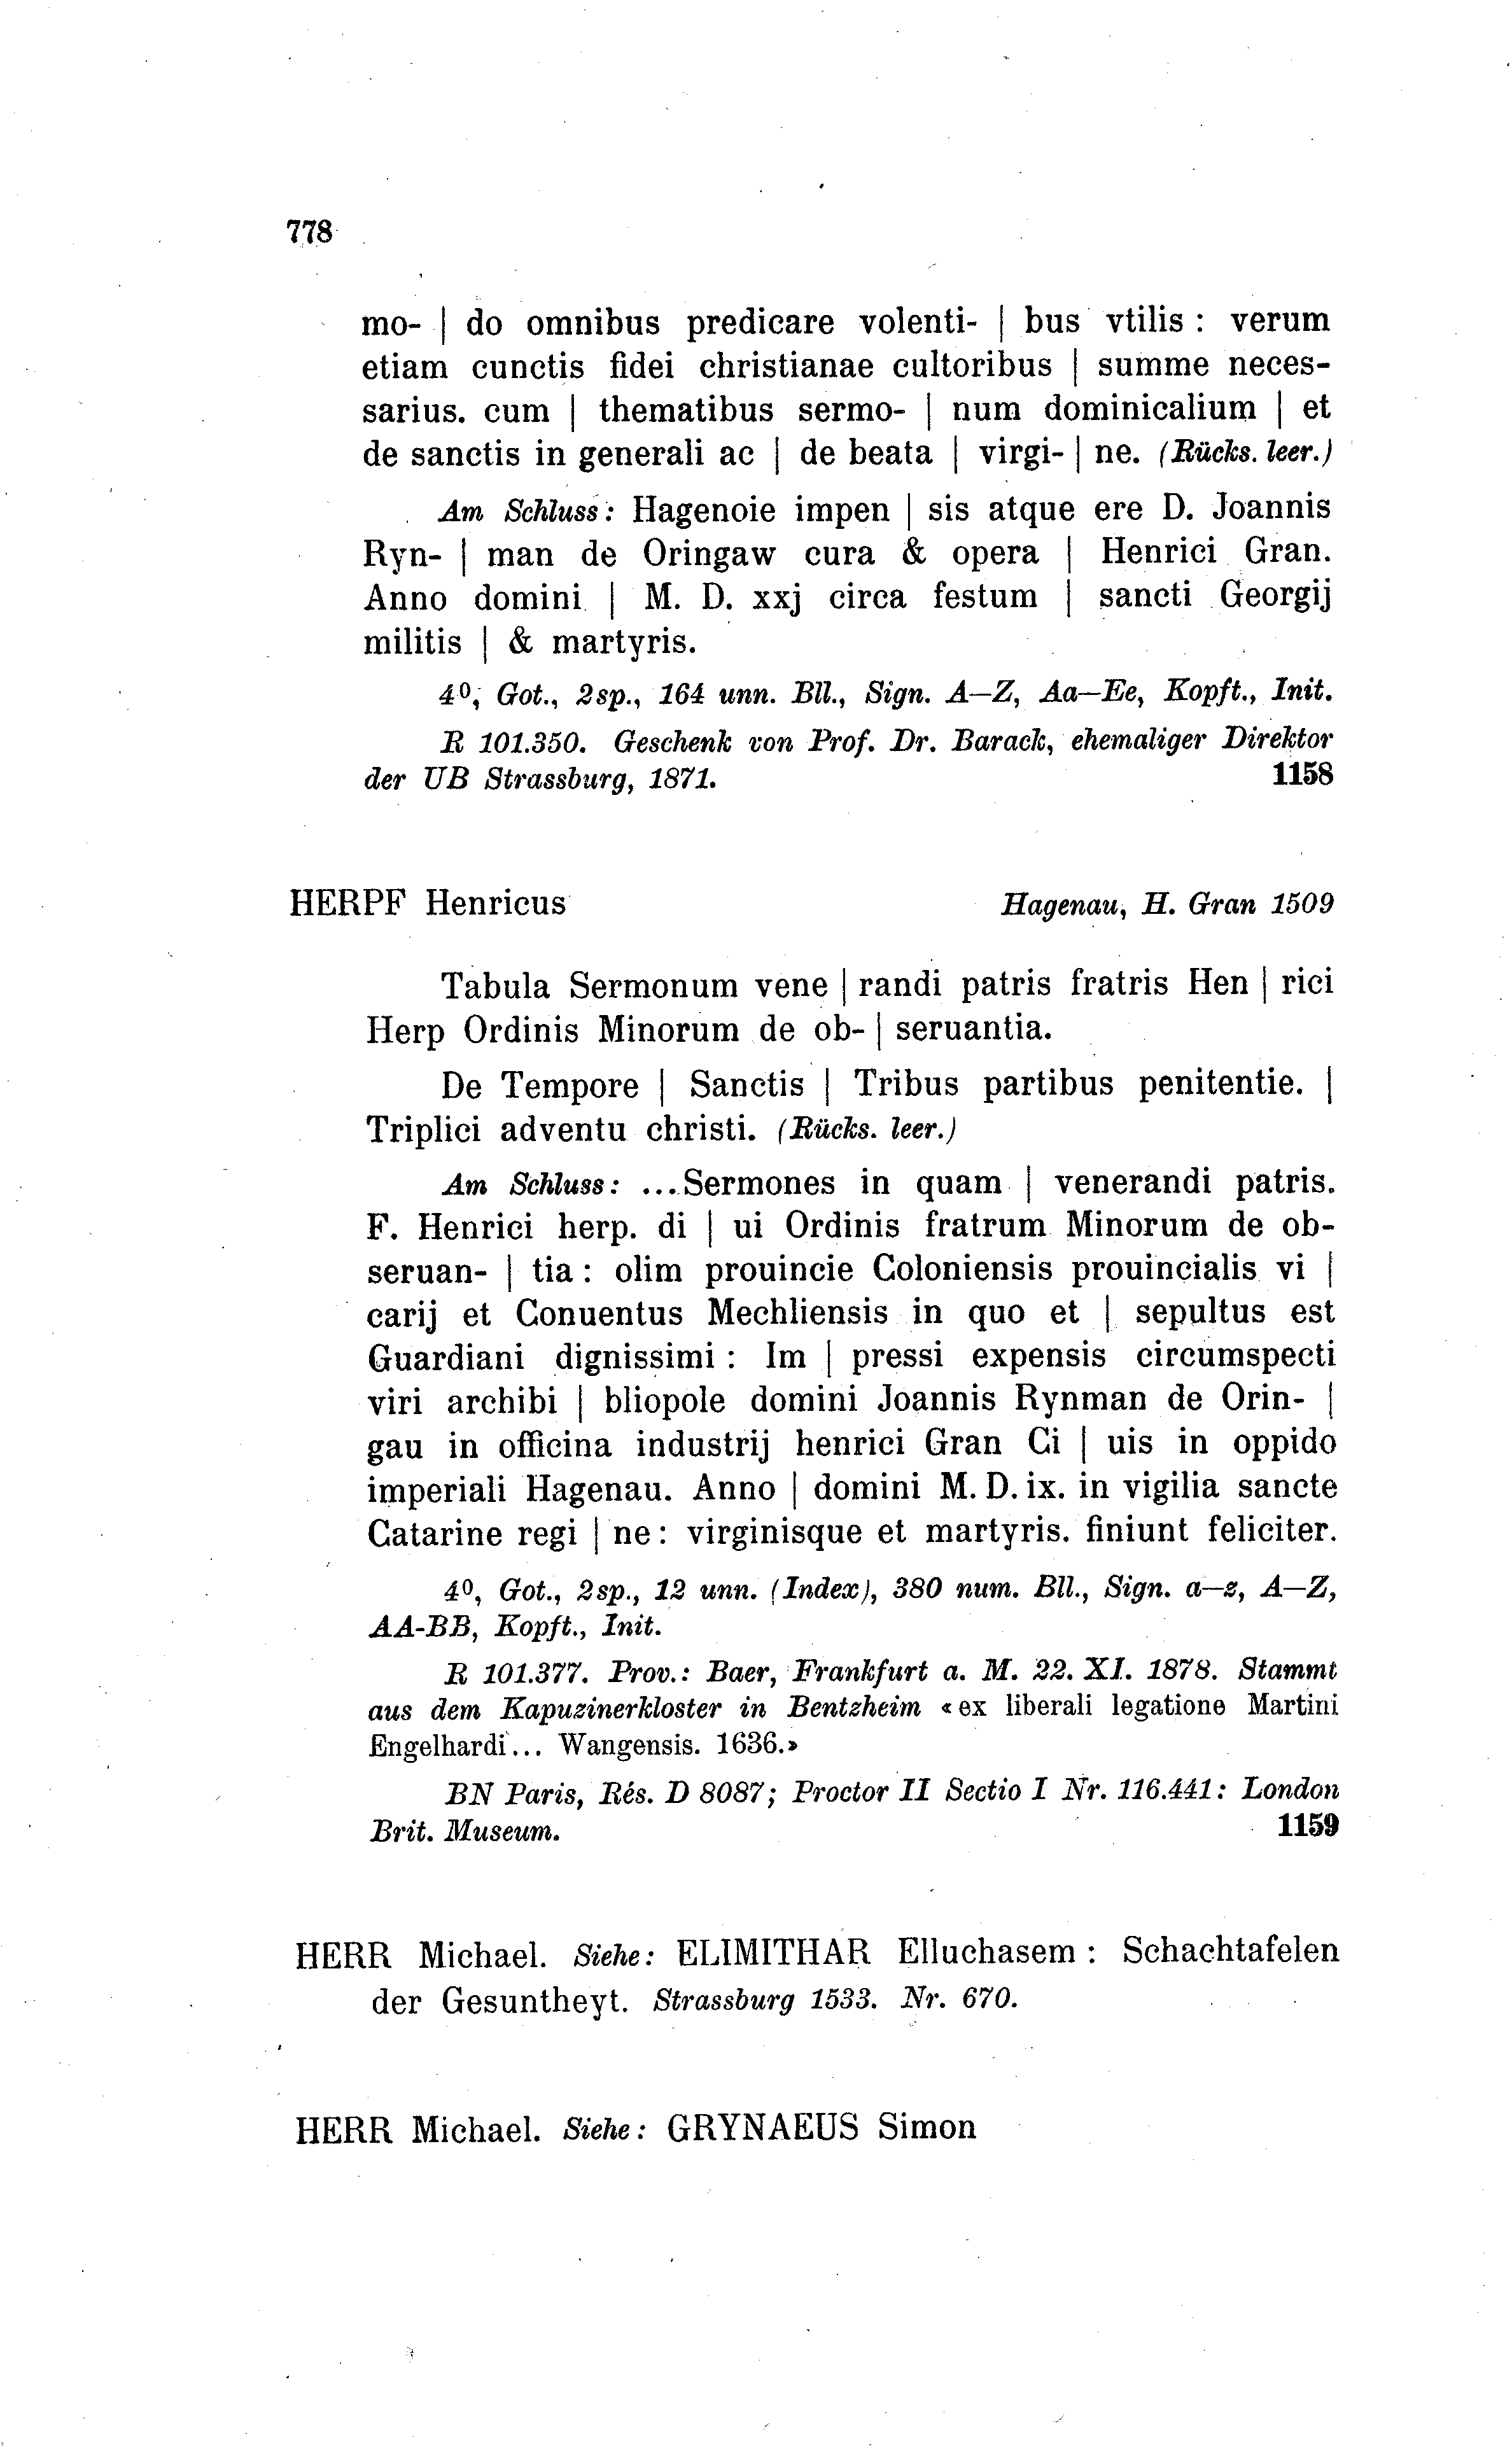 778
mo- | do omnibus predicare volenti- | bus vtilis : verum
etiam cunctis fidei christianae cultoribus | summe neces-
sarius. cum | thematibus sermo- | num dominicalium | et
de sanctis in generali ac | de beata | virgi- | ne. (Rücks. leer.)
Am Schluss: Hagenoie impen | sis atque ere D. Joannis
Ryn- | man de Oringaw cura & opera | Henrici Gran.
Anno domini | M. D. xxj circa festum | sancti Georgij
militis | & martyris.
4º, Got., 2sp., 164 unn. Bll., Sign. A—Z, Aa—Ee, Kopft., Init.
R 101.350. Geschenk von Prof. Dr. Barack, ehemaliger Direktor
der UB Strassburg, 1871. 1158
HERPF Henricus Hagenau, H. Gran 1509
Tabula Sermonum vene | randi patris fratris Hen | rici
Herp Ordinis Minorum de ob- | seruantia.
De Tempore | Sanctis | Tribus partibus penitentie. |
Triplici adventu christi. (Rücks. leer.)
Am Schluss: ...Sermones in quam | venerandi patris.
F. Henrici herp. di | ui Ordinis fratrum Minorum de ob-
seruan- | tia : olim prouincie Coloniensis prouincialis vi |
carij et Conuentus Mechliensis in quo et | sepultus est
Guardiani dignissimi : Im | pressi expensis circumspecti
viri archibi | bliopole domini Joannis Rynman de Orin- |
gau in officina industrij henrici Gran Ci | uis in oppido
imperiali Hagenau. Anno | domini M. D. ix. in vigilia sancte
Catarine regi | ne : virginisque et martyris. finiunt feliciter.
4º, Got., 2sp., 12 unn. (Index), 380 num. Bll., Sign. a—z, A—Z,
AA-BB, Kopft., Init.
R 101.377. Prov.: Baer, Frankfurt a. M. 22. XI. 1878. Stammt
aus dem Kapuzinerkloster in Bentzheim « ex liberali legatione Martini
Engelhardi... Wangensis. 1636.»
BN Paris, Rés. D 8087; Proctor II Sectio I Nr. 116.441: London
Brit. Museum. 1159
HERR Michael. Siehe: ELIMITHAR Elluchasem : Schachtafelen
der Gesuntheyt. Strassburg 1533. Nr. 670.
HERR Michael. Siehe: GRYNAEUS Simon